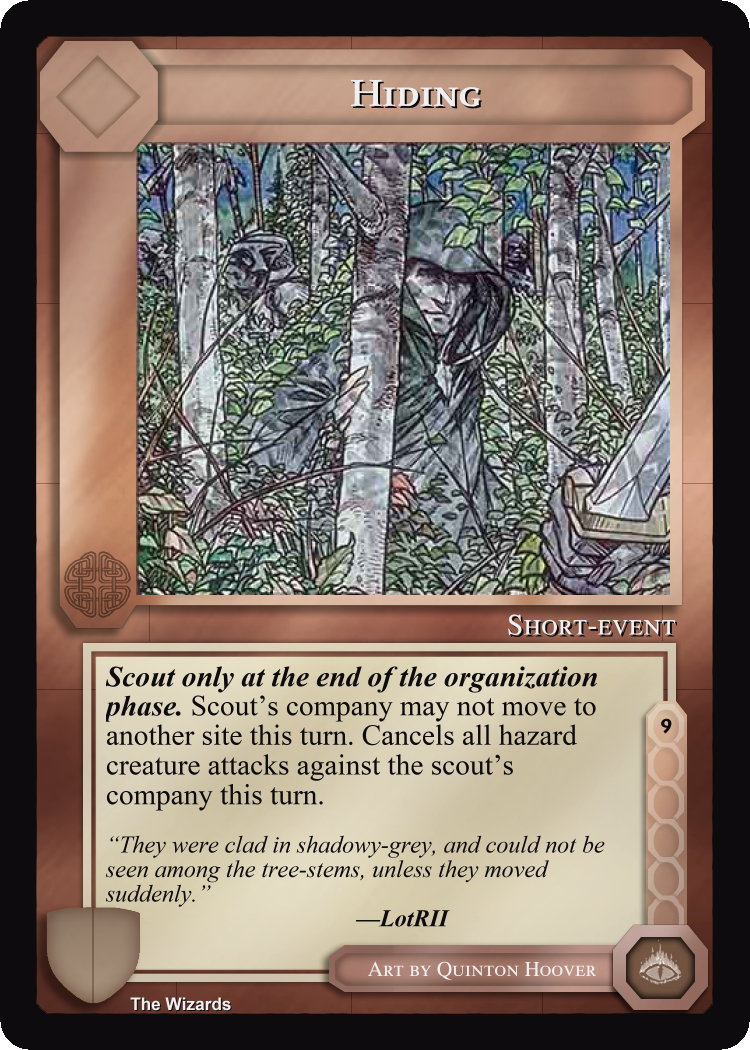 Hiding
Short-event
Scout only at the end of the organization
phase. Scout's company may not move to
another site this turn. Cancels all hazard
creature attacks against the scout's
company this turn.
9
“They were clad in shadowy-grey, and could not be
seen among the tree-stems, unless they moved
suddenly.”
—LotRII
Art by Quinton Hoover
The Wizards